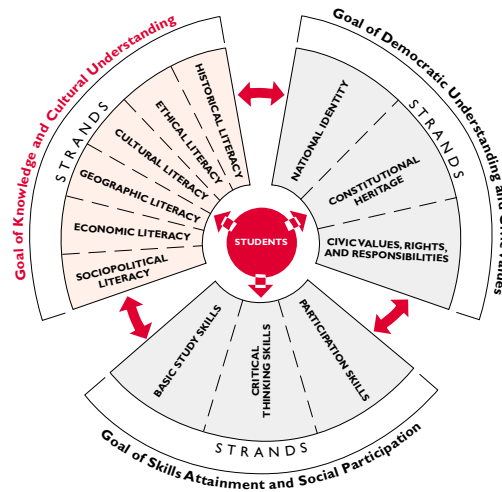 Goal of Knowledge and Cultural Understanding
STRANDS
HISTORICAL LITERACY
ETHICAL LITERACY
CULTURAL LITERACY
GEOGRAPHIC LITERACY
ECONOMIC LITERACY
SOCIOPOLITICAL
LITERACY
Goal of Democratic Understanding and Civic Values
STRANDS
NATIONAL IDENTITY
CONSTITUTIONAL
HERITAGE
CIVIC VALUES, RIGHTS,
AND RESPONSIBILITIES
STUDENTS
BASIC STUDY SKILLS
CRITICAL
THINKING SKILLS
PARTICIPATION SKILLS
STRANDS
Goal of Skills Attainment and Social Participation